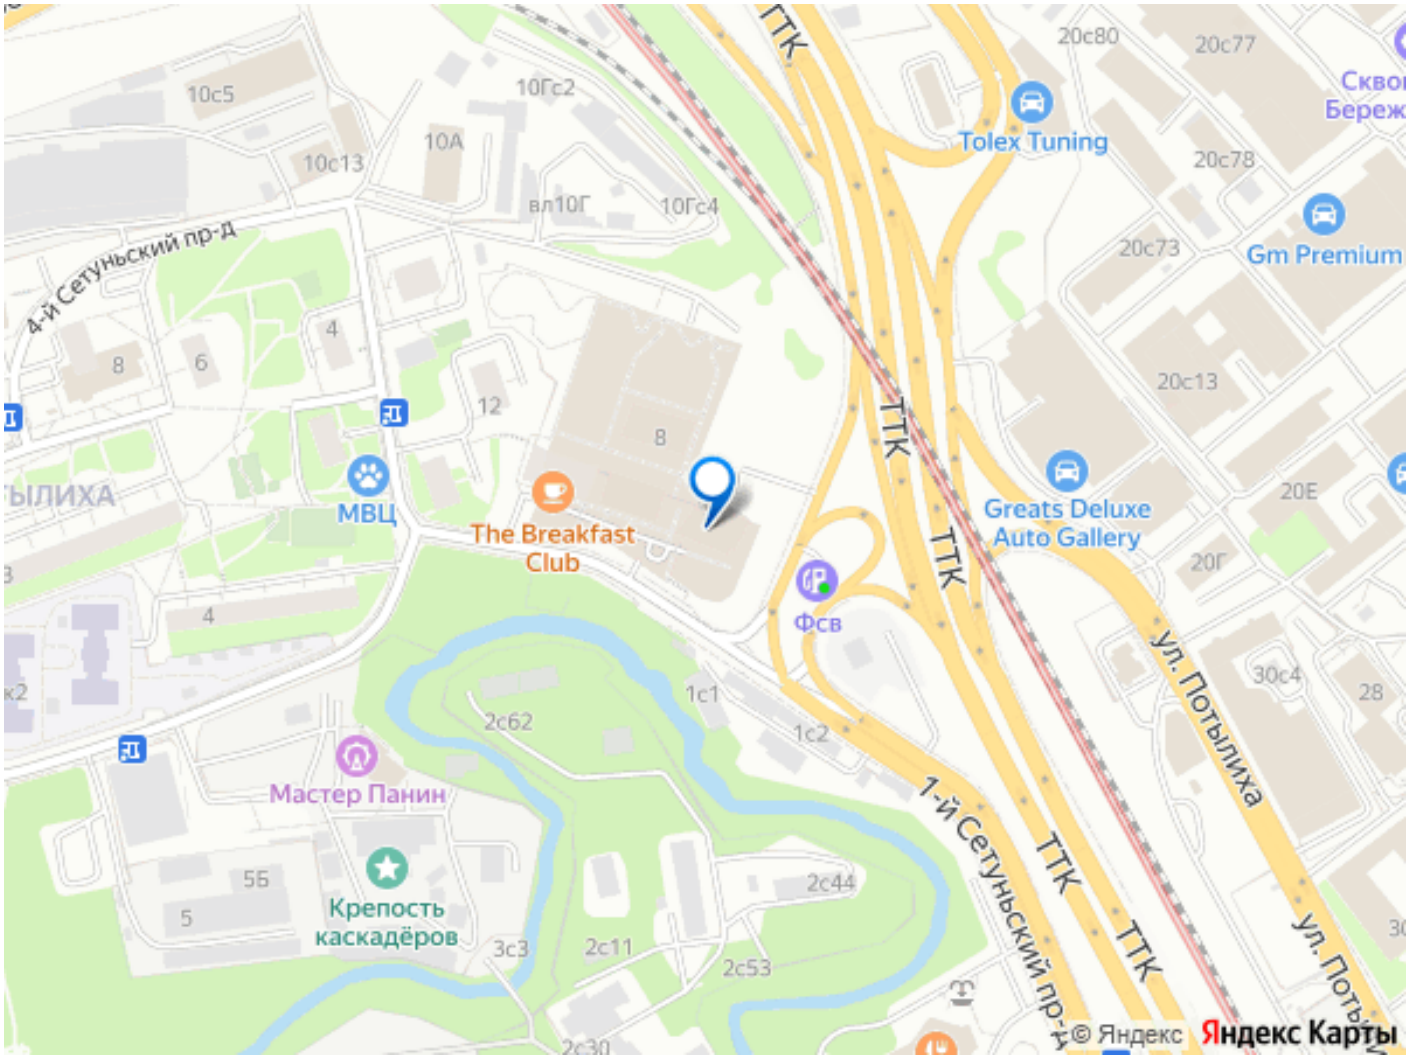 ТТК
20с80
20с77
Tolex Tuning
10с5
10Гс2
10А
10с13
20с78
вл10Г
10Гс4
20с73
Gm Premium
4-й Сетуньский пр-д
4
8
6
12
20с13
8
ТТК
МВЦ
The Breakfast
Club
Greats Deluxe
Auto Gallery
20Е
ТТК
20Г
4
Фсв
ул. Потылиха
30с4
28
к2
1с1
2с62
1с2
Мастер Панин
1-й Сетуньский пр-д
ТТК
5Б
5
2с44
Крепость
каскадёров
3с3
2с11
2с53
ТТК
2с30
© Яндекс
Яндекс Карты